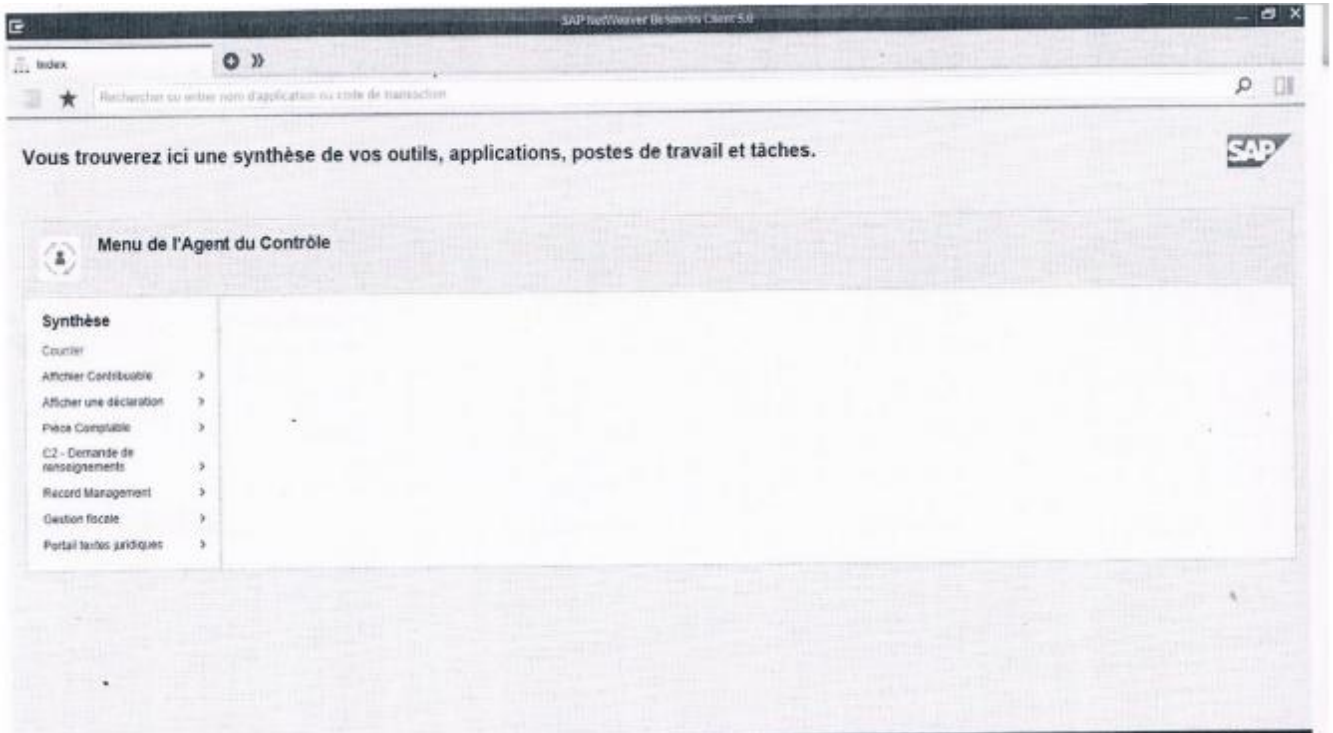 SAP NetWeaver Business Client 5.0
Index
Rechercher ou entrer nom d'application ou code de transaction
Vous trouverez ici une synthèse de vos outils, applications, postes de travail et tâches.
SAP
Menu de l'Agent du Contrôle
Synthèse
Courrier
Afficher Contribuable
Afficher une déclaration
Pièce Comptable
C2 - Demande de
renseignements
Record Management
Gestion fiscale
Portail textes juridiques